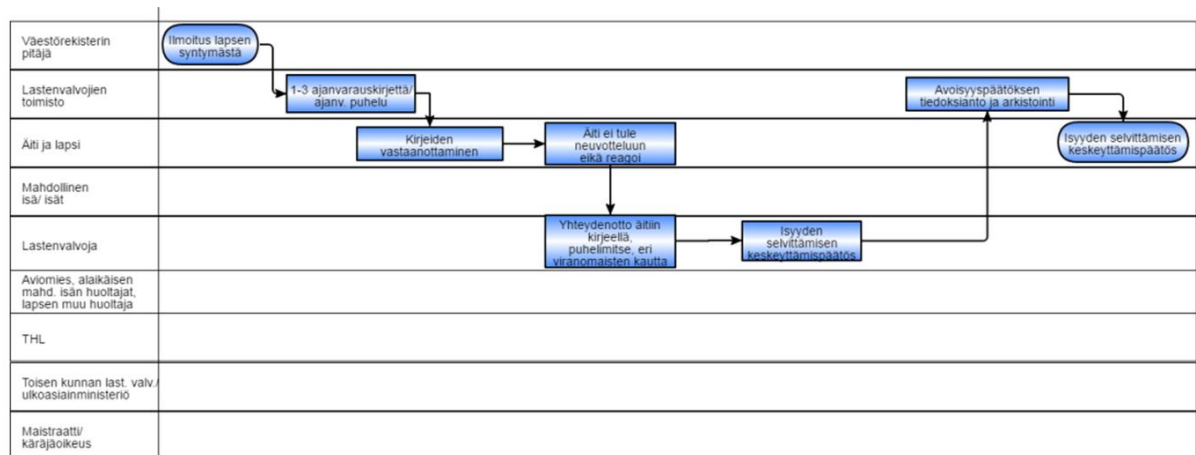 Väestörekisterin
pitäjä
Ilmoitus lapsen
syntymästä
Lastenvalvojien
toimisto
1-3 ajanvarauskirjettä/
ajanv. puhelu
Avoisyyspäätöksen
tiedoksianto ja arkistointi
Äiti ja lapsi
Kirjeiden
vastaanottaminen
Äiti ei tule
neuvotteluun
eikä reagoi
Isyyden selvittämisen
keskeyttämispäätös
Mahdollinen
isä/ isät
Lastenvalvoja
Yhteydenotto äitiin
kirjeellä,
puhelimitse, eri
viranomaisten kautta
Isyyden
selvittämisen
keskeyttämispäätös
Aviomies, alaikäisen
mahd. isän huoltajat,
lapsen muu huoltaja
THL
Toisen kunnan last. valv./
ulkoasiainministeriö
Maistraatti/
käräjäoikeus